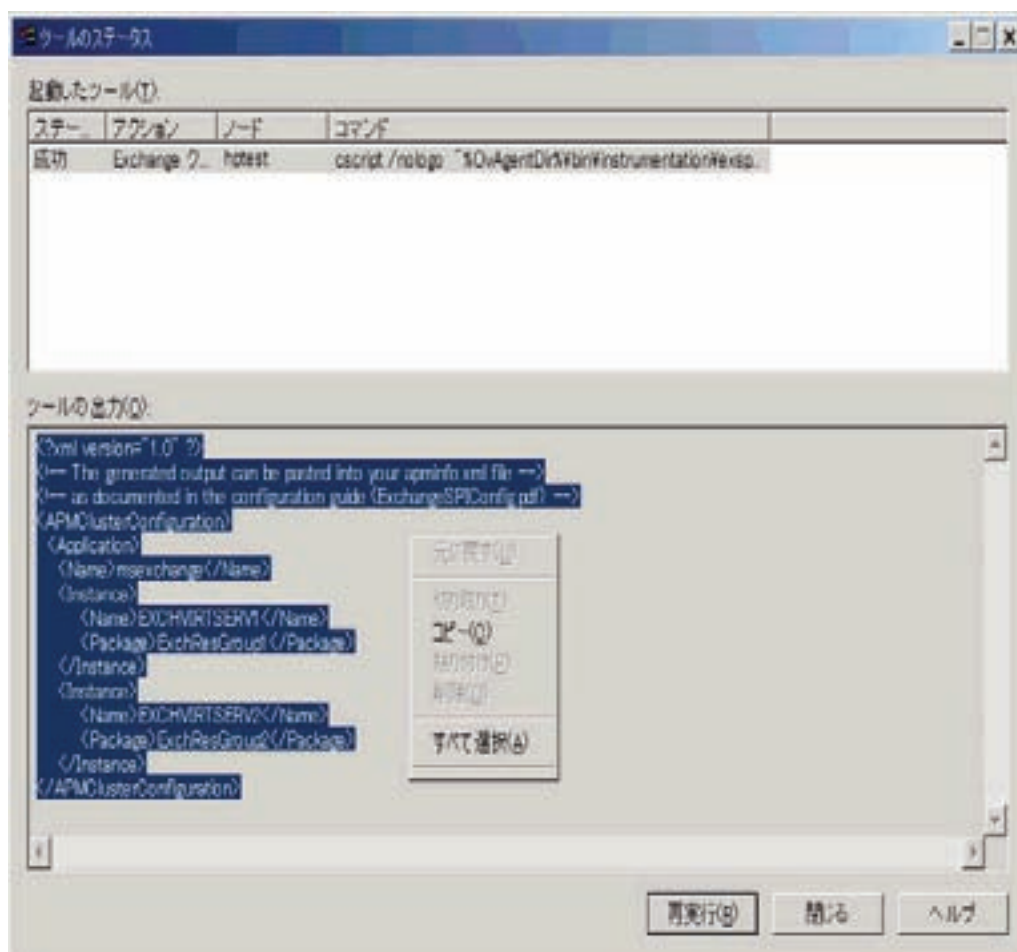 ツールのステータス
起動したツール(T):
ステー... アクション ノード コマンド
成功 Exchange ク... hptest cscript /nologo "%OvAgentDir%¥bin¥instrumentation¥exsp...
ツールの出力(O):
<?xml version="1.0" ?>
<!-- The generated output can be pasted into your apminfo.xml file -->
<!-- as documented in the configuration guide (ExchangeSPIConfig.pdf) -->
<APMClusterConfiguration>
<Application>
<Name>msexchange</Name>
<Instance>
<Name>EXCHVIRTSERV1</Name>
<Package>ExchResGroup1</Package>
</Instance>
<Instance>
<Name>EXCHVIRTSERV2</Name>
<Package>ExchResGroup2</Package>
</Instance>
</APMClusterConfiguration>
元に戻す(U)
切り取り(T)
コピー(C)
貼り付け(P)
削除(D)
すべて選択(A)
再実行(R)
閉じる
ヘルプ